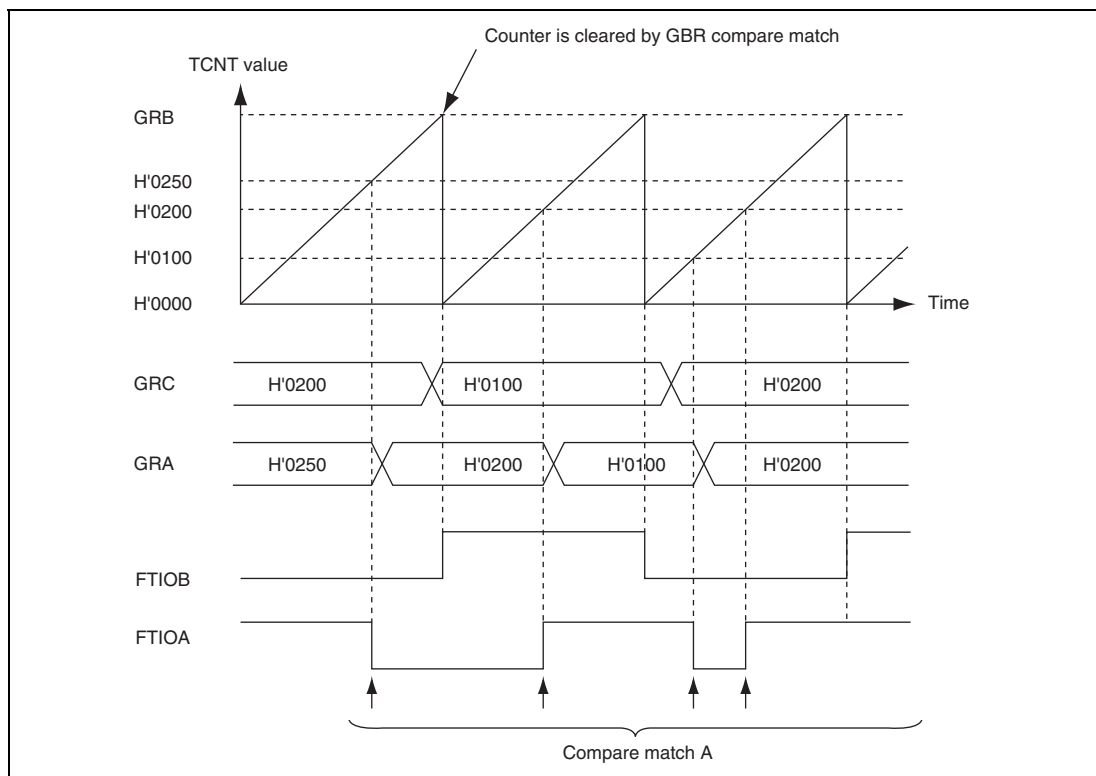 Counter is cleared by GBR compare match
TCNT value
GRB
H'0250
H'0200
H'0100
H'0000
Time
GRC
H'0200
H'0100
H'0200
GRA
H'0250
H'0200
H'0100
H'0200
FTIOB
FTIOA
Compare match A